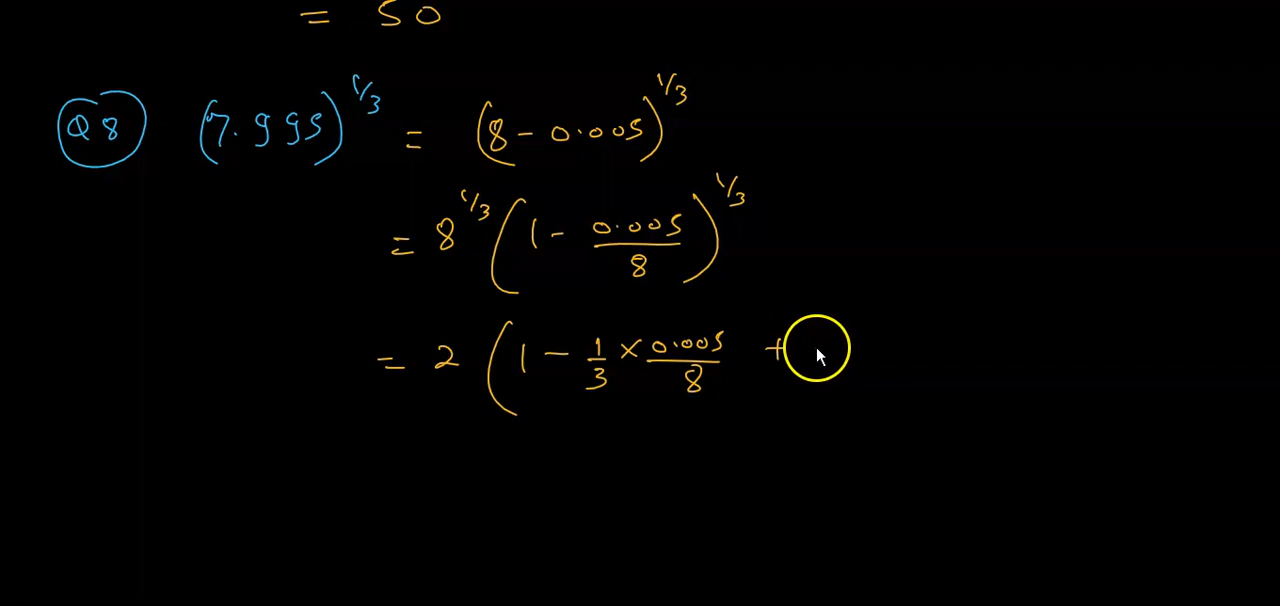 = 50
Q8 (7.995)^1/3 = (8 - 0.005)^1/3
= 8^1/3 (1 - 0.005/8)^1/3
= 2 (1 - 1/3 × 0.005/8 +